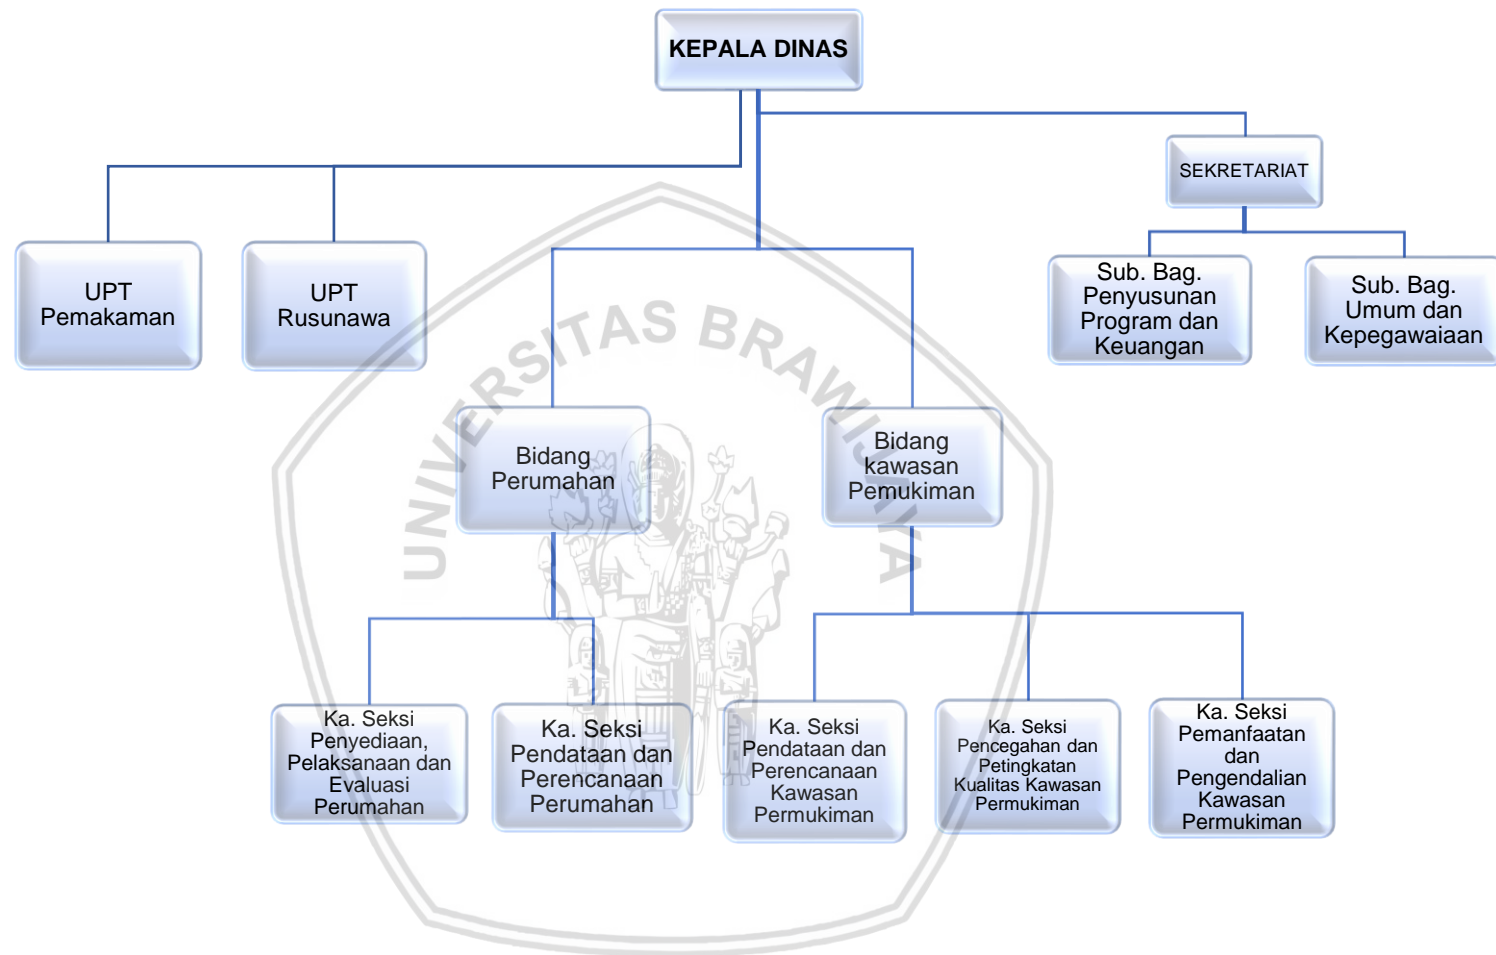 KEPALA DINAS
SEKRETARIAT
UPT
Pemakaman
UPT
Rusunawa
Sub. Bag.
Penyusunan
Program dan
Keuangan
Sub. Bag.
Umum dan
Kepegawaiaan
UNIVERSITAS BRAWIJAYA
Bidang
Perumahan
Bidang
kawasan
Pemukiman
Ka. Seksi
Penyediaan,
Pelaksanaan dan
Evaluasi
Perumahan
Ka. Seksi
Pendataan dan
Perencanaan
Perumahan
Ka. Seksi
Pendataan dan
Perencanaan
Kawasan
Permukiman
Ka. Seksi
Pencegahan dan
Petingkatan
Kualitas Kawasan
Permukiman
Ka. Seksi
Pemanfaatan
dan
Pengendalian
Kawasan
Permukiman